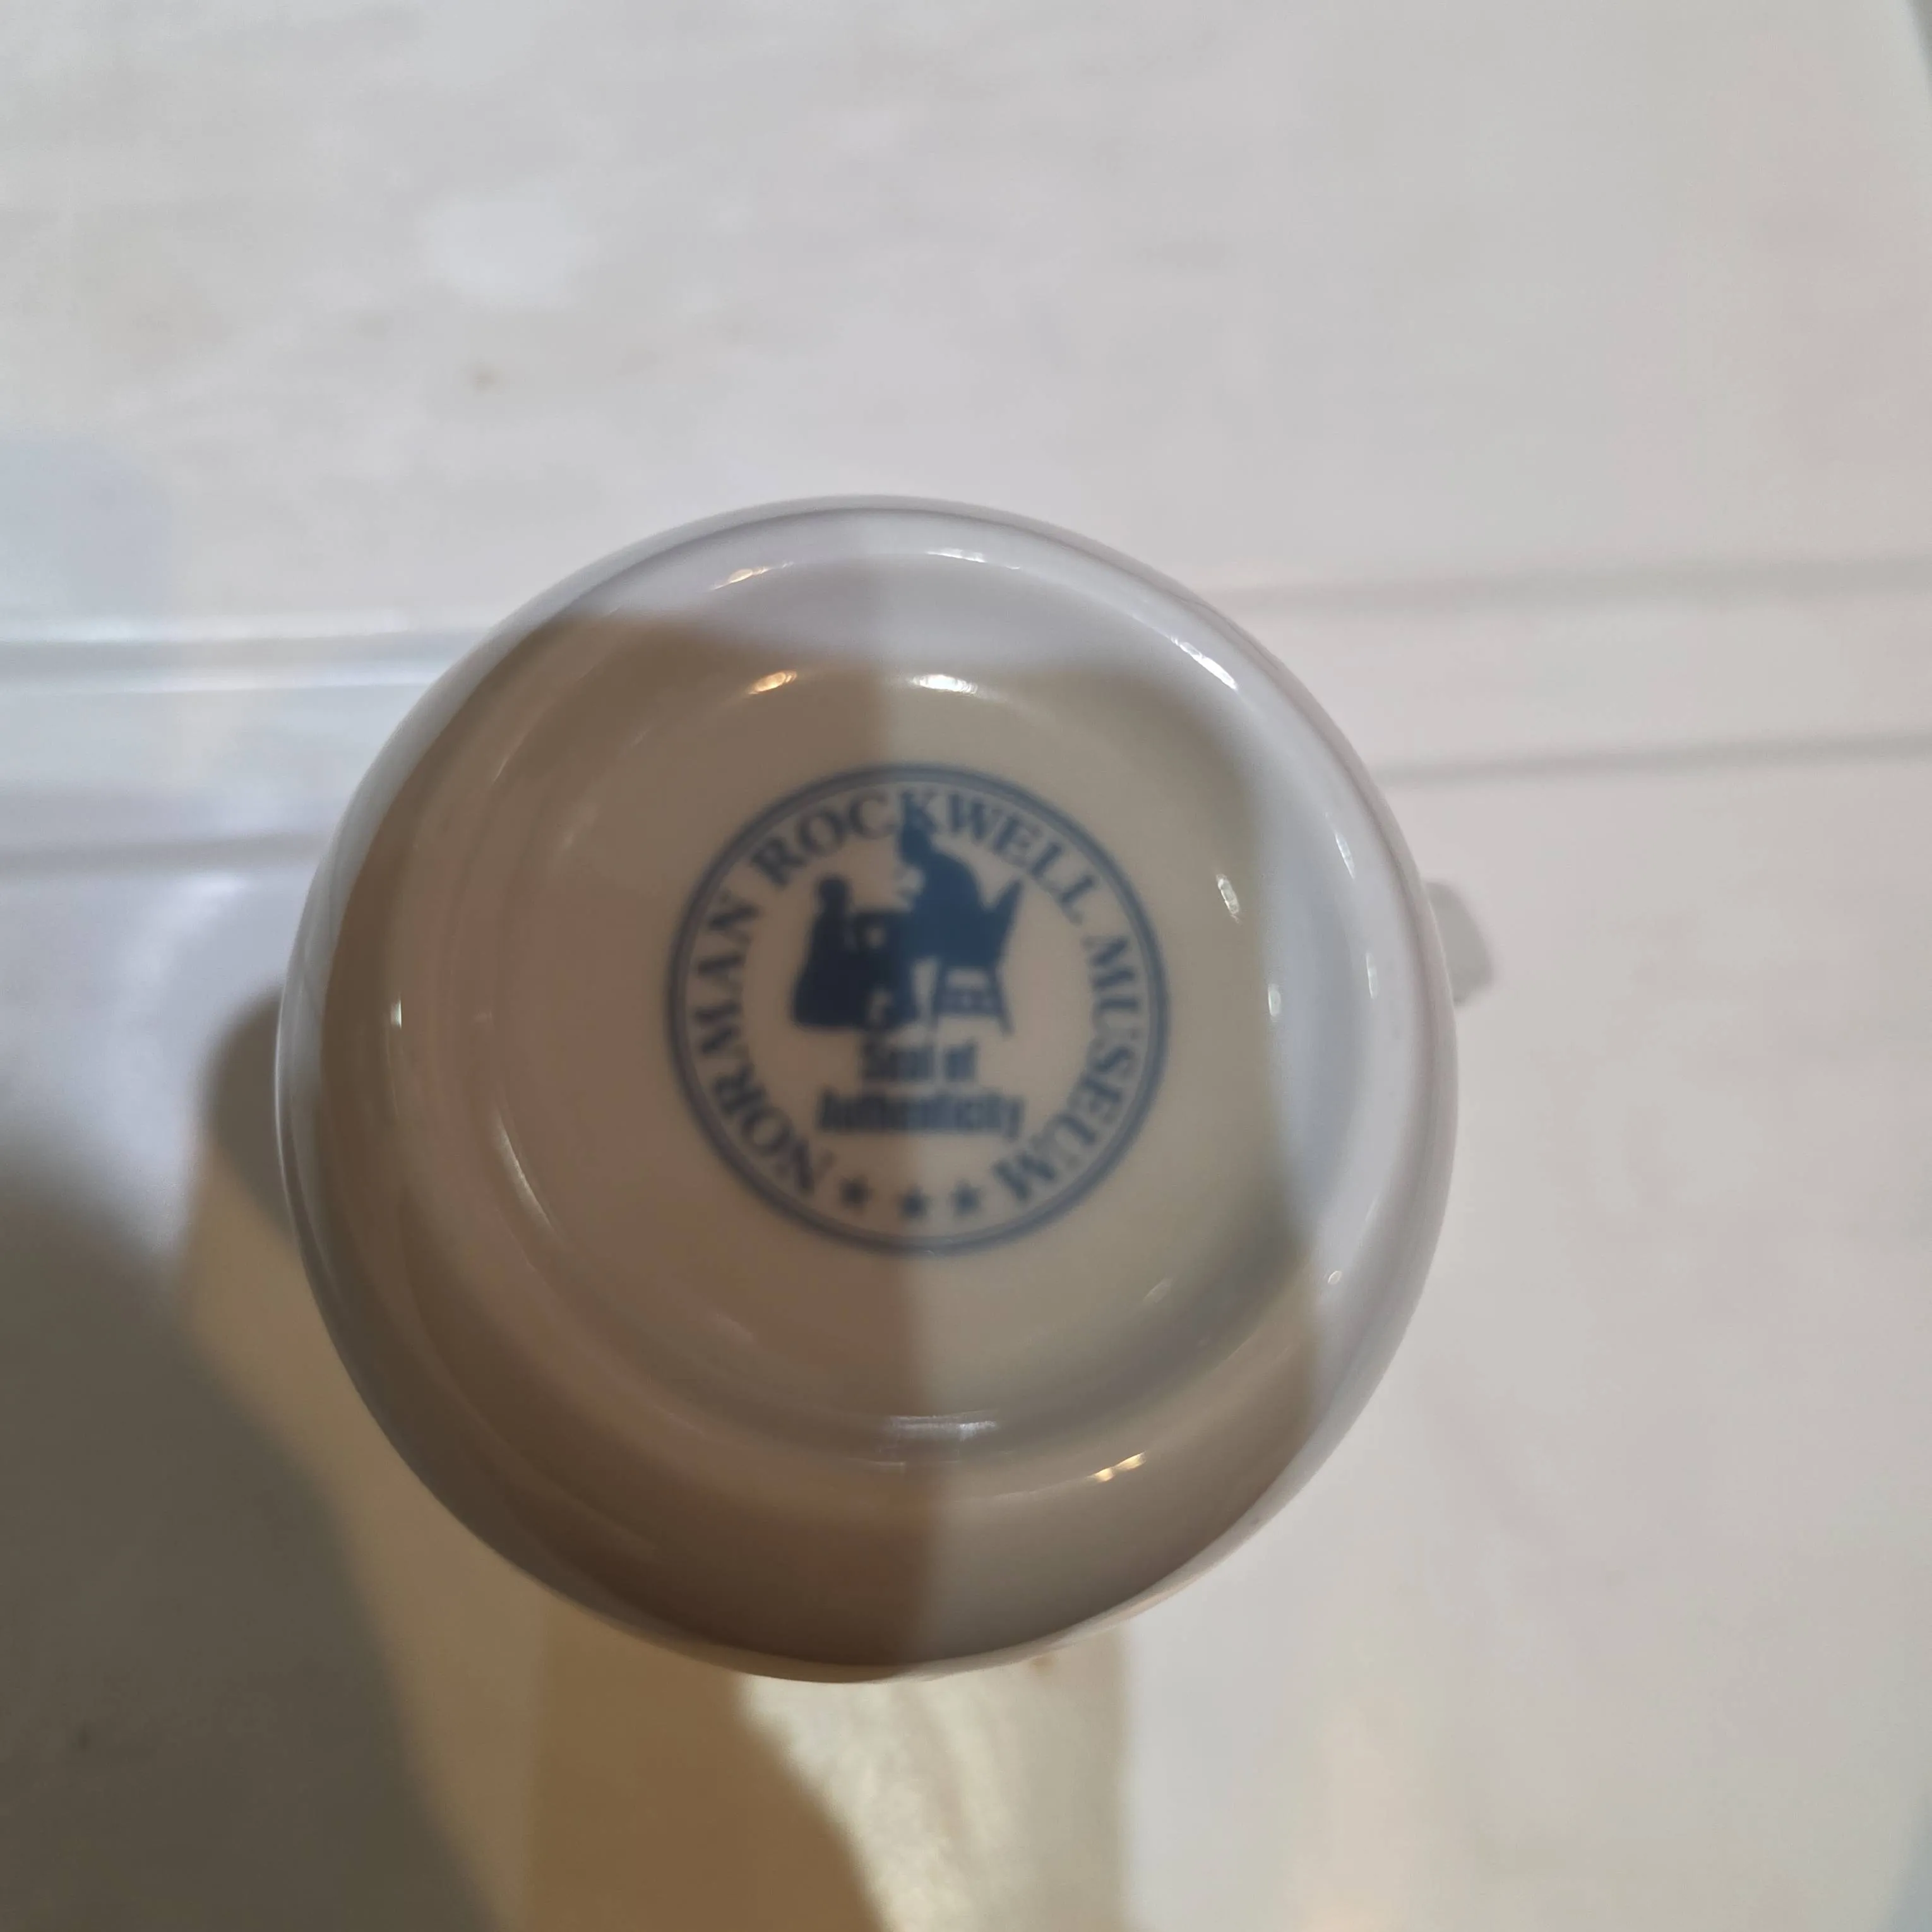 NORMAN ROCKWELL MUSEUM
Seal of
Authenticity